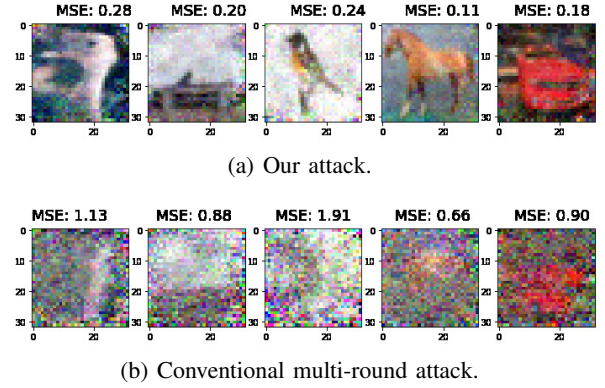 MSE: 0.28 MSE: 0.20 MSE: 0.24 MSE: 0.11 MSE: 0.18
0
10
20
30
0 20 0 20 0 20 0 20 0 20
(a) Our attack.
MSE: 1.13 MSE: 0.88 MSE: 1.91 MSE: 0.66 MSE: 0.90
0
10
20
30
0 20 0 20 0 20 0 20 0 20
(b) Conventional multi-round attack.